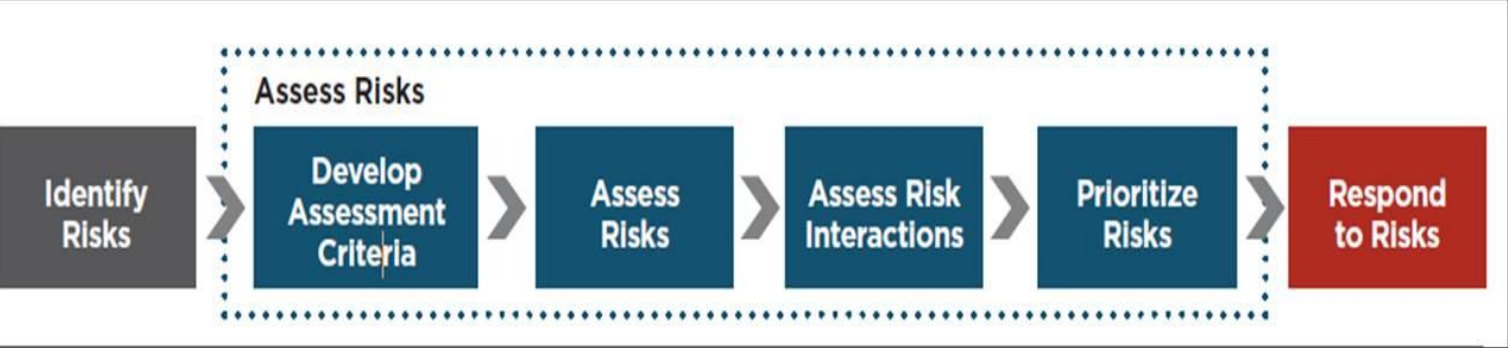 Assess Risks
Identify
Risks
Develop
Assessment
Criteria
Assess
Risks
Assess Risk
Interactions
Prioritize
Risks
Respond
to Risks